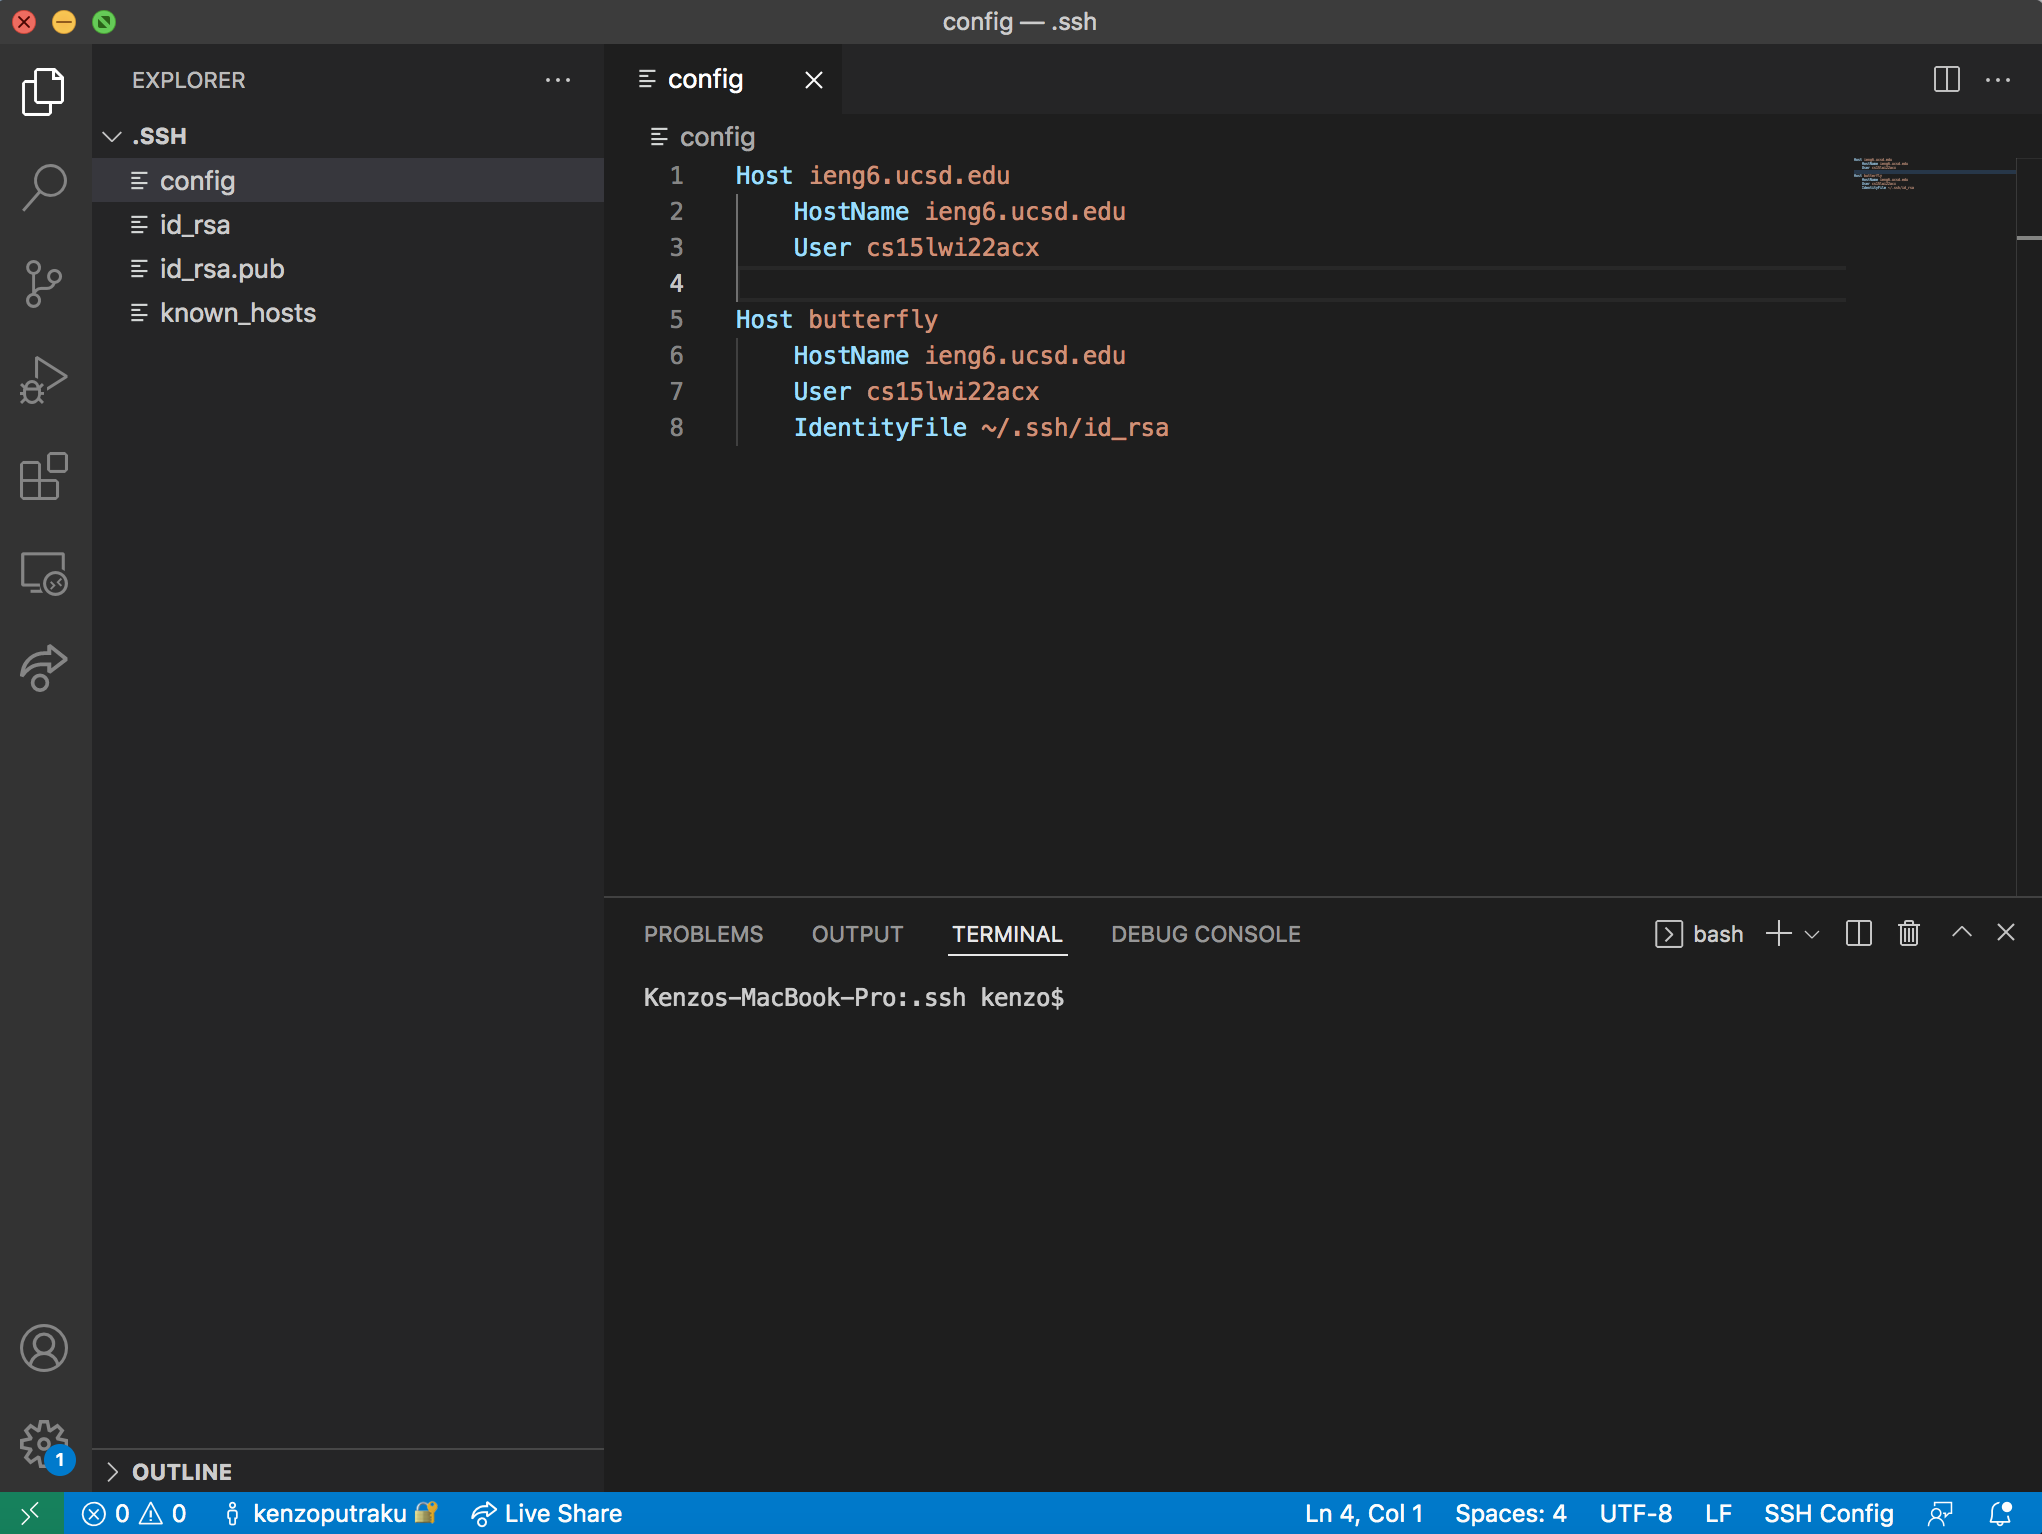 config — .ssh
EXPLORER
.SSH
config
id_rsa
id_rsa.pub
known_hosts
OUTLINE
config
config
1 Host ieng6.ucsd.edu
2 HostName ieng6.ucsd.edu
3 User cs15lwi22acx
4
5 Host butterfly
6 HostName ieng6.ucsd.edu
7 User cs15lwi22acx
8 IdentityFile ~/.ssh/id_rsa
PROBLEMS OUTPUT TERMINAL DEBUG CONSOLE bash
Kenzos-MacBook-Pro:.ssh kenzo$
1
0 0 kenzoputraku Live Share Ln 4, Col 1 Spaces: 4 UTF-8 LF SSH Config